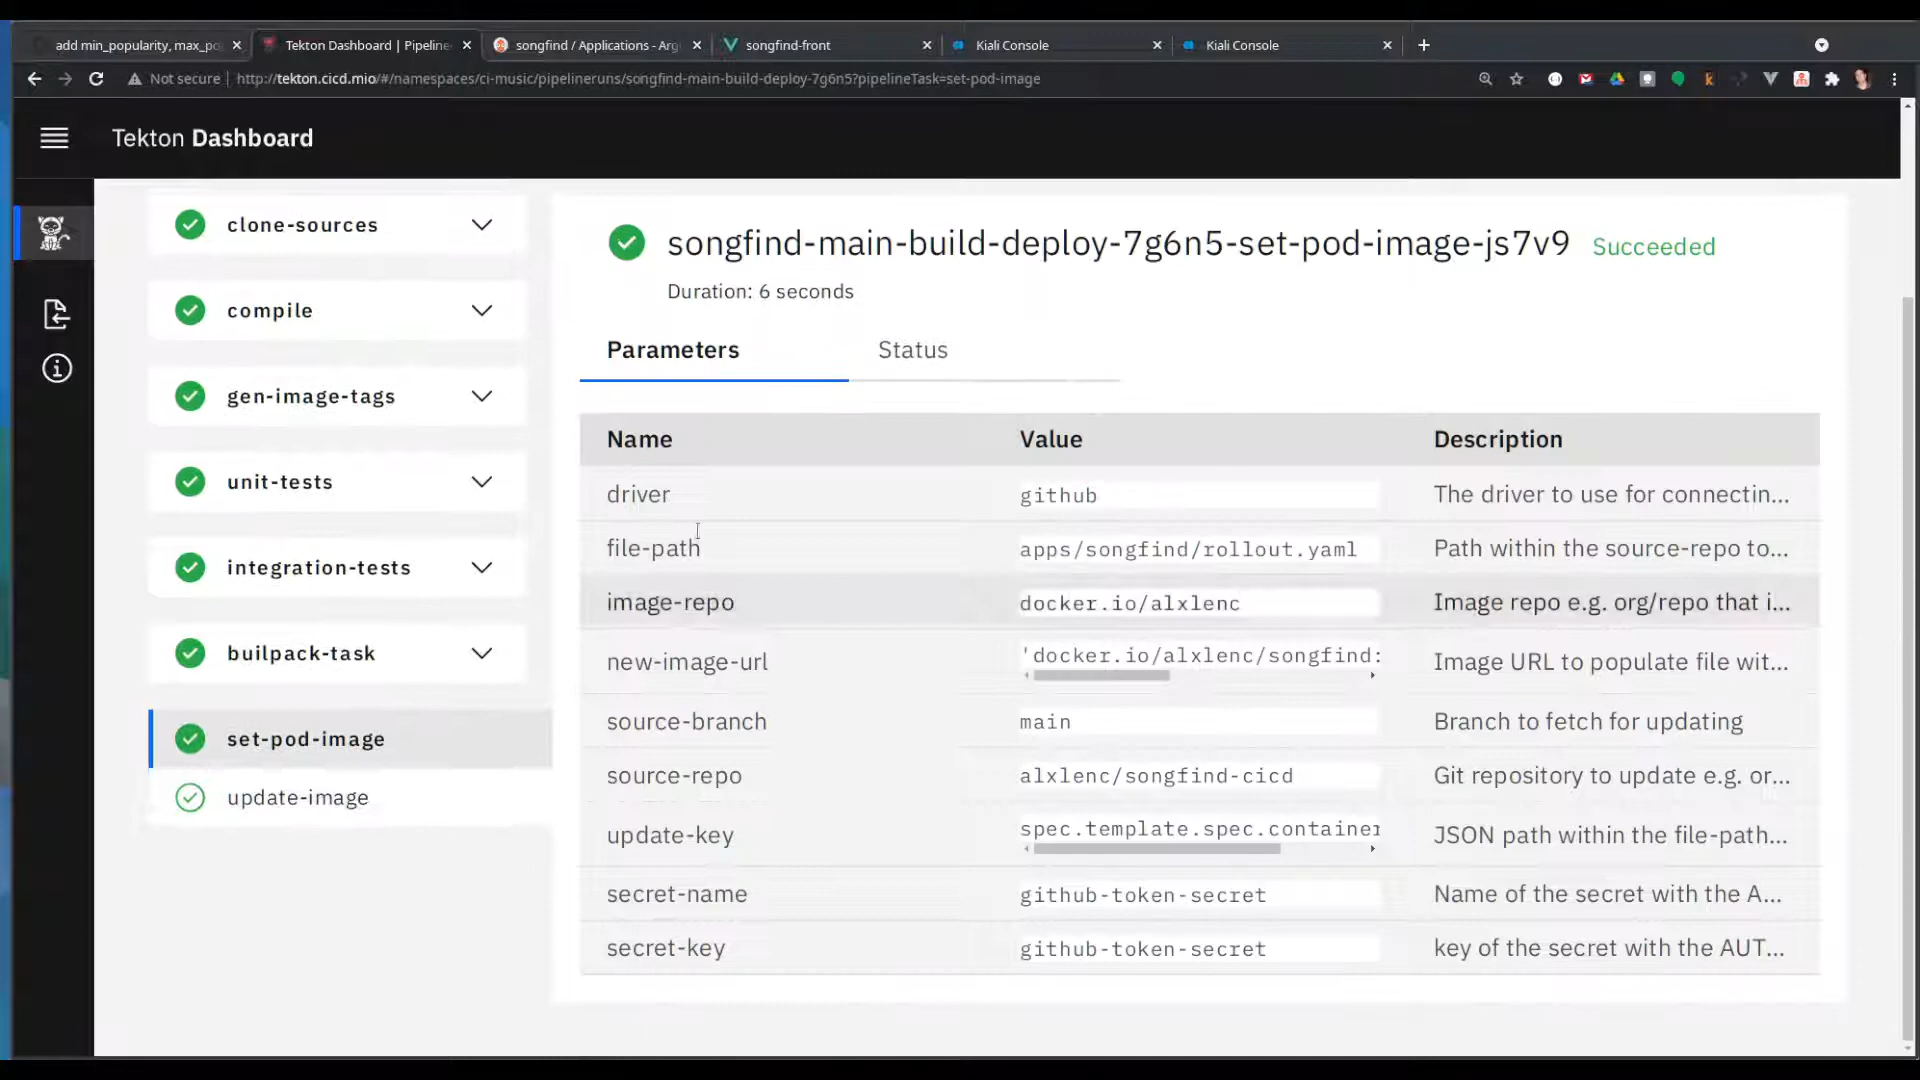 add min_popularity, max_po
Tekton Dashboard | Pipeline
songfind / Applications - Arg
songfind-front
Kiali Console
Kiali Console
Not secure
http://tekton.cicd.mio/#/namespaces/ci-music/pipelineruns/songfind-main-build-deploy-7g6n5?pipelineTask=set-pod-image
Tekton Dashboard
clone-sources
compile
gen-image-tags
unit-tests
integration-tests
builpack-task
set-pod-image
update-image
songfind-main-build-deploy-7g6n5-set-pod-image-js7v9 Succeeded
Duration: 6 seconds
Parameters Status
Name Value Description
driver github The driver to use for connectin...
file-path apps/songfind/rollout.yaml Path within the source-repo to...
image-repo docker.io/alxlenc Image repo e.g. org/repo that i...
new-image-url 'docker.io/alxlenc/songfind: Image URL to populate file wit...
source-branch main Branch to fetch for updating
source-repo alxlenc/songfind-cicd Git repository to update e.g. or...
update-key spec.template.spec.container JSON path within the file-path...
secret-name github-token-secret Name of the secret with the A...
secret-key github-token-secret key of the secret with the AUT...